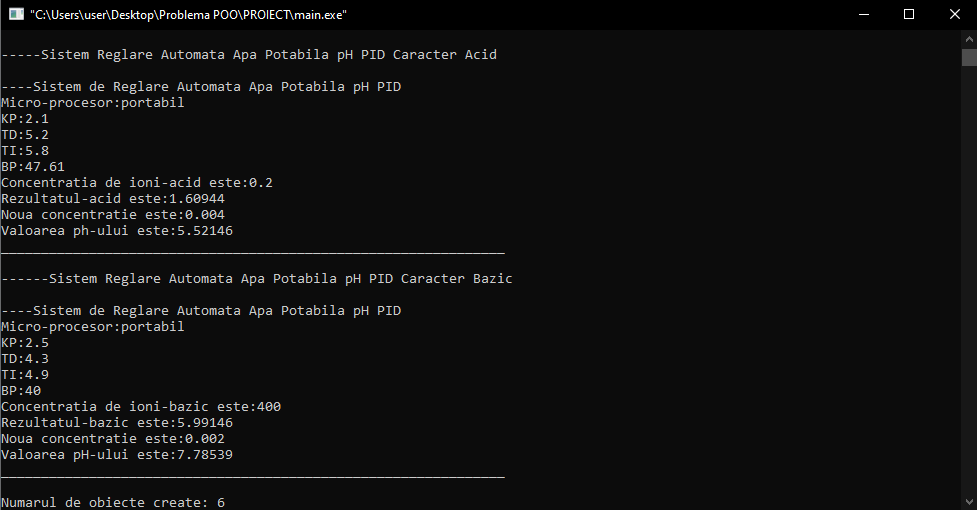 "C:\Users\user\Desktop\Problema POO\PROIECT\main.exe"
-----Sistem Reglare Automata Apa Potabila pH PID Caracter Acid
----Sistem de Reglare Automata Apa Potabila pH PID
Micro-procesor:portabil
KP:2.1
TD:5.2
TI:5.8
BP:47.61
Concentratia de ioni-acid este:0.2
Rezultatul-acid este:1.60944
Noua concentratie este:0.004
Valoarea ph-ului este:5.52146
_______________________________________________________________
------Sistem Reglare Automata Apa Potabila pH PID Caracter Bazic
----Sistem de Reglare Automata Apa Potabila pH PID
Micro-procesor:portabil
KP:2.5
TD:4.3
TI:4.9
BP:40
Concentratia de ioni-bazic este:400
Rezultatul-bazic este:5.99146
Noua concentratie este:0.002
Valoarea pH-ului este:7.78539
_______________________________________________________________
Numarul de obiecte create: 6